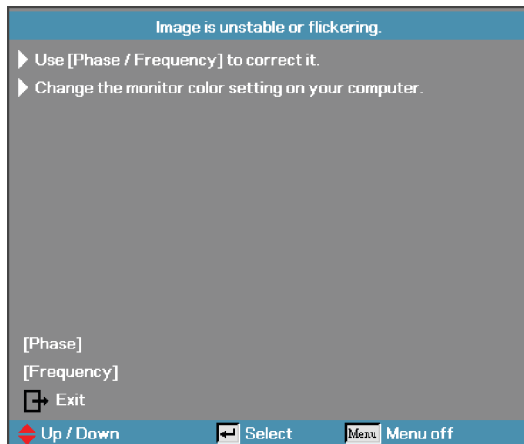 Image is unstable or flickering.
Use [Phase / Frequency] to correct it.
Change the monitor color setting on your computer.
[Phase]
[Frequency]
Exit
Up / Down Select Menu Menu off